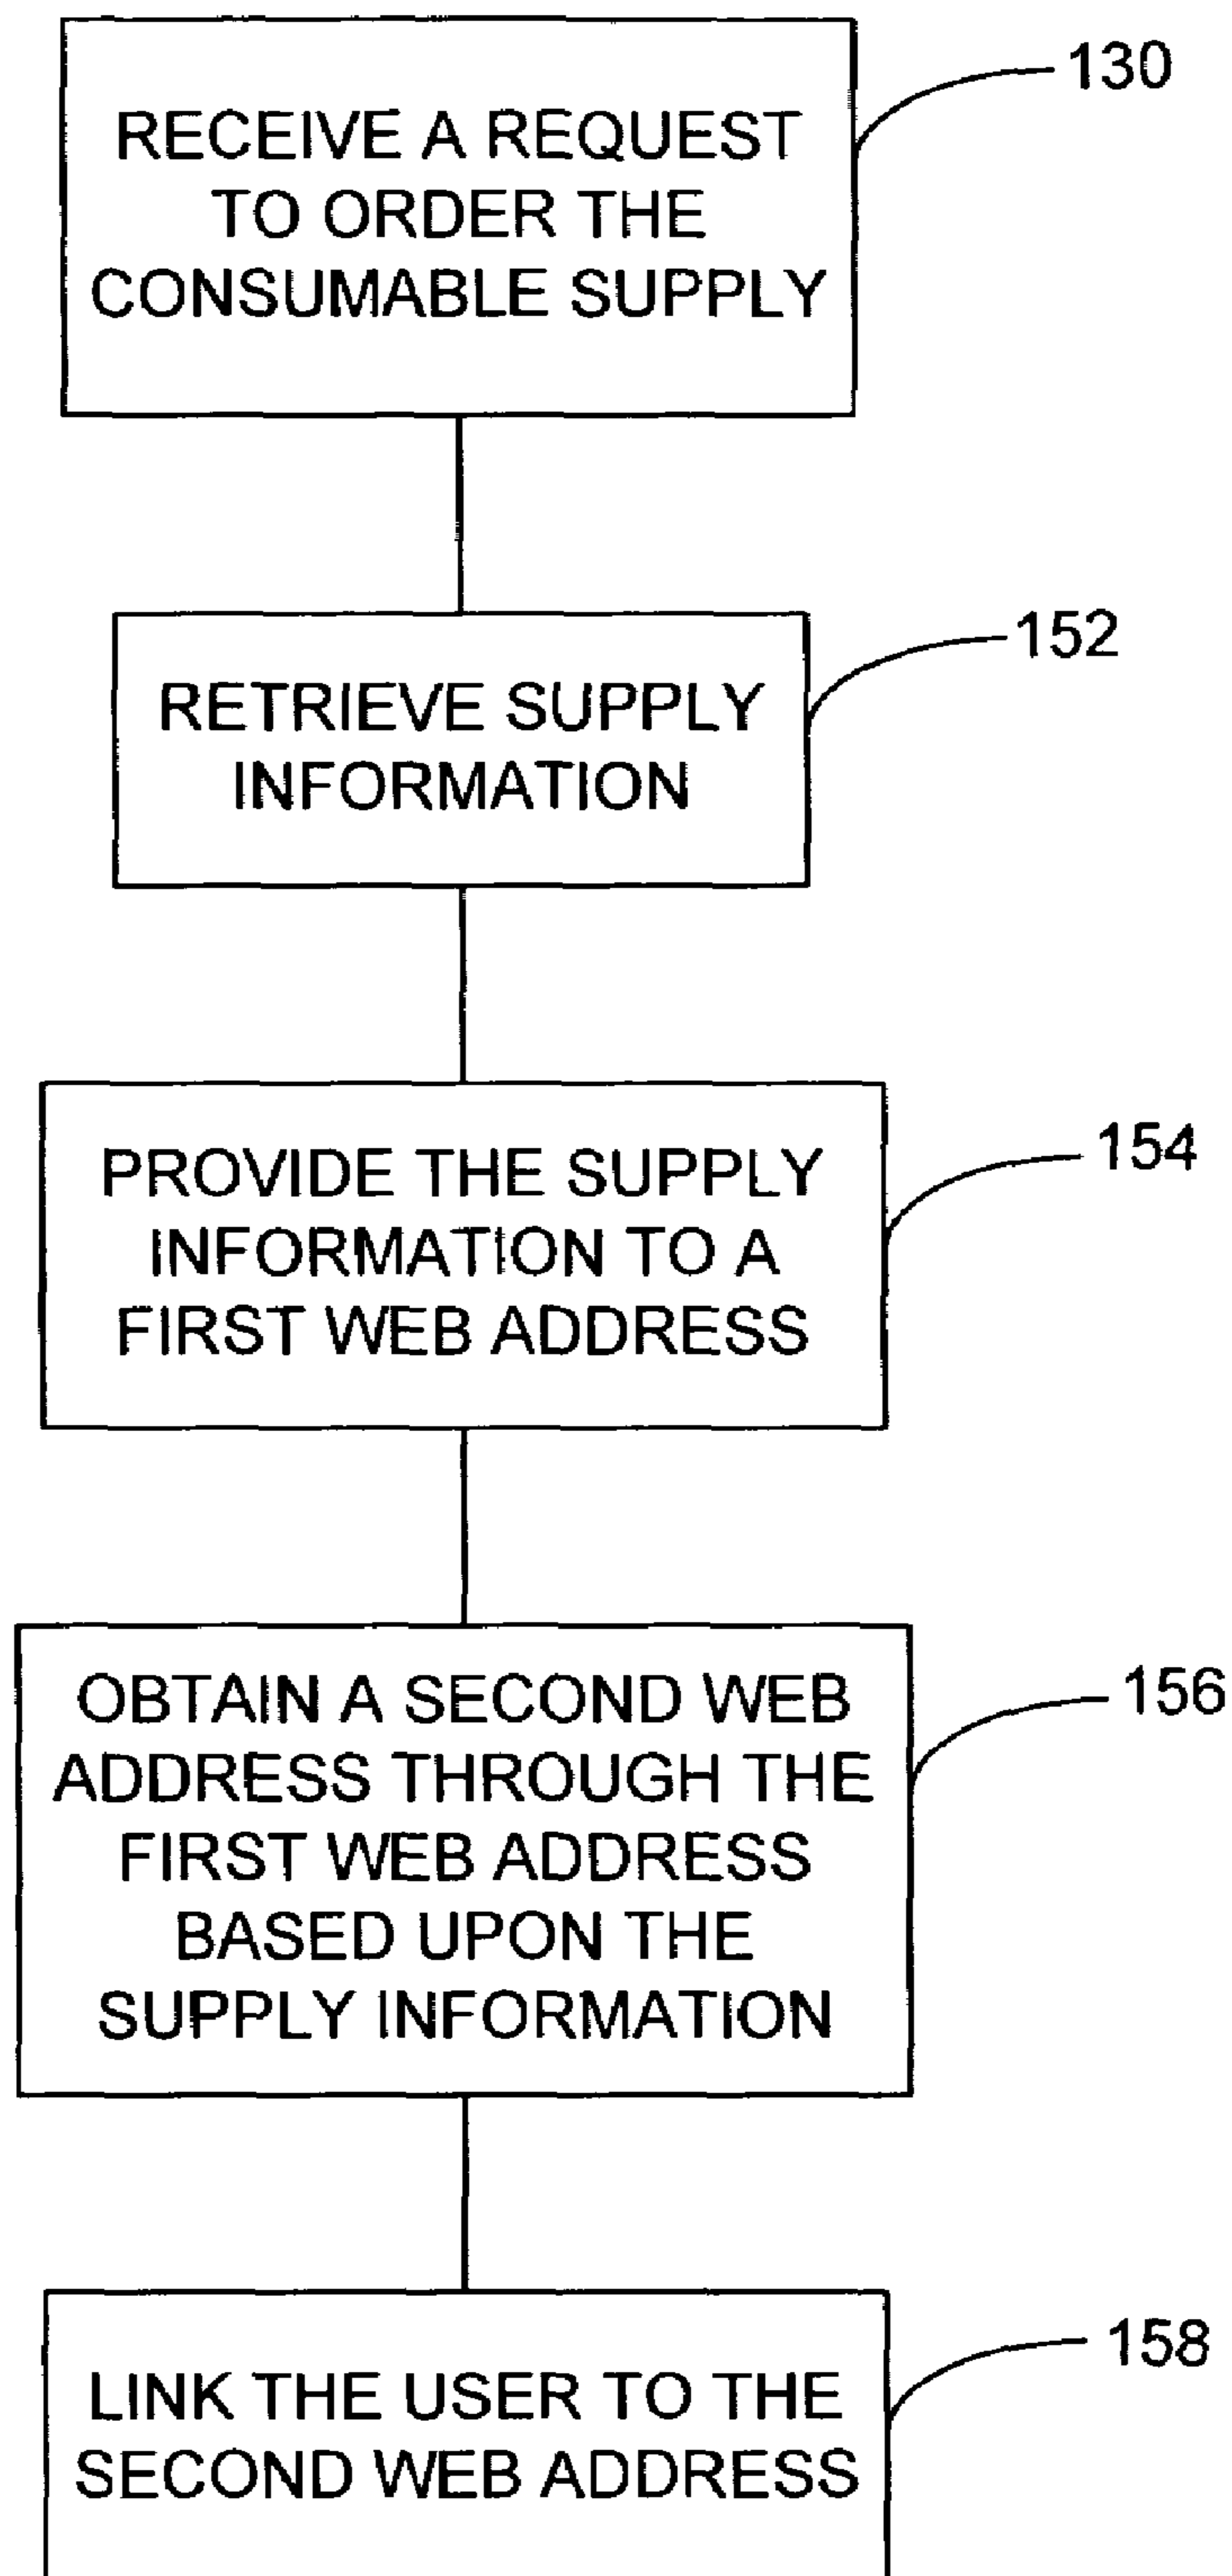 RECEIVE A REQUEST
TO ORDER THE
CONSUMABLE SUPPLY
130
RETRIEVE SUPPLY
INFORMATION
152
PROVIDE THE SUPPLY
INFORMATION TO A
FIRST WEB ADDRESS
154
OBTAIN A SECOND WEB
ADDRESS THROUGH THE
FIRST WEB ADDRESS
BASED UPON THE
SUPPLY INFORMATION
156
LINK THE USER TO THE
SECOND WEB ADDRESS
158